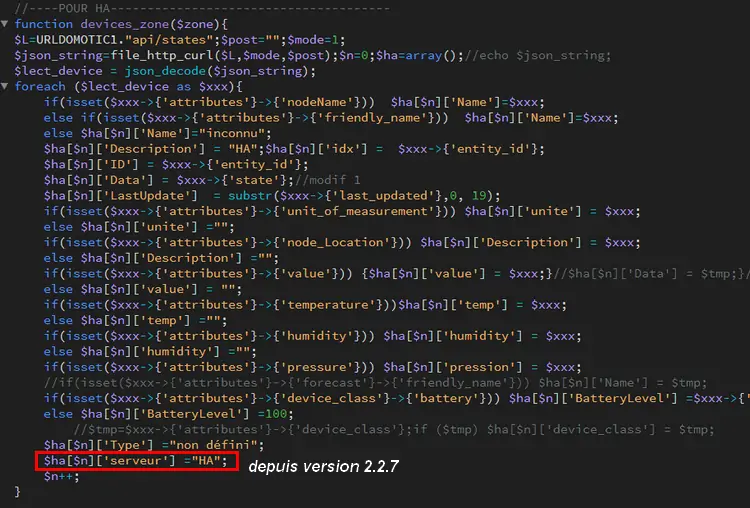 //----POUR HA-----------------------------------
function devices_zone($zone){
$L=URLDOMOTIC1."api/states";$post="";$mode=1;
$json_string=file_http_curl($L,$mode,$post);$n=0;$ha=array();//echo $json_string;
$lect_device = json_decode($json_string);
foreach ($lect_device as $xxx){
if(isset($xxx->{'attributes'}->{'nodeName'}))  $ha[$n]['Name']=$xxx;
else if(isset($xxx->{'attributes'}->{'friendly_name'}))  $ha[$n]['Name']=$xxx;
else $ha[$n]['Name']="inconnu";
$ha[$n]['Description'] = "HA";$ha[$n]['idx'] =  $xxx->{'entity_id'};
$ha[$n]['ID'] = $xxx->{'entity_id'};
$ha[$n]['Data'] = $xxx->{'state'};//modif 1
$ha[$n]['LastUpdate']  = substr($xxx->{'last_updated'},0, 19);
if(isset($xxx->{'attributes'}->{'unit_of_measurement'})) $ha[$n]['unite'] = $xxx;
else $ha[$n]['unite'] ="";
if(isset($xxx->{'attributes'}->{'node_Location'})) $ha[$n]['Description'] = $xxx;
else $ha[$n]['Description'] ="";
if(isset($xxx->{'attributes'}->{'value'})) {$ha[$n]['value'] = $xxx;}//$ha[$n]['Data'] = $tmp;}/
else $ha[$n]['value'] = "";
if(isset($xxx->{'attributes'}->{'temperature'}))$ha[$n]['temp'] = $xxx;
else $ha[$n]['temp'] ="";
if(isset($xxx->{'attributes'}->{'humidity'})) $ha[$n]['humidity'] = $xxx;
else $ha[$n]['humidity'] ="";
if(isset($xxx->{'attributes'}->{'pressure'})) $ha[$n]['pression'] = $xxx;
//if(isset($xxx->{'attributes'}->{'forecast'}->{'friendly_name'})) $ha[$n]['Name'] = $tmp;
if(isset($xxx->{'attributes'}->{'device_class'}->{'battery'})) $ha[$n]['BatteryLevel'] =$xxx->{'
else $ha[$n]['BatteryLevel'] =100;
//$tmp=$xxx->{'attributes'}->{'device_class'};if ($tmp) $ha[$n]['device_class'] = $tmp;
$ha[$n]['Type'] ="non défini";
$ha[$n]['serveur'] ="HA"; depuis version 2.2.7
$n++;
}